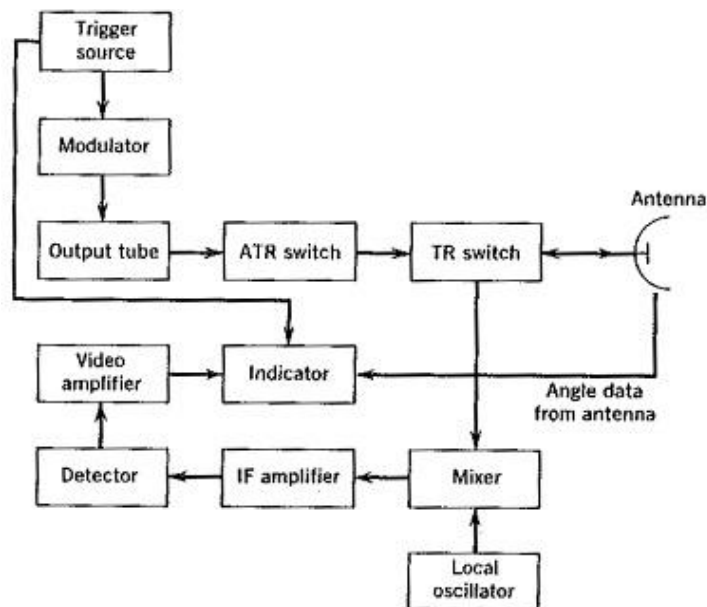 Trigger
source
Modulator
Antenna
Output tube
ATR switch
TR switch
Video
amplifier
Indicator
Angle data
from antenna
Detector
IF amplifier
Mixer
Local
oscillator